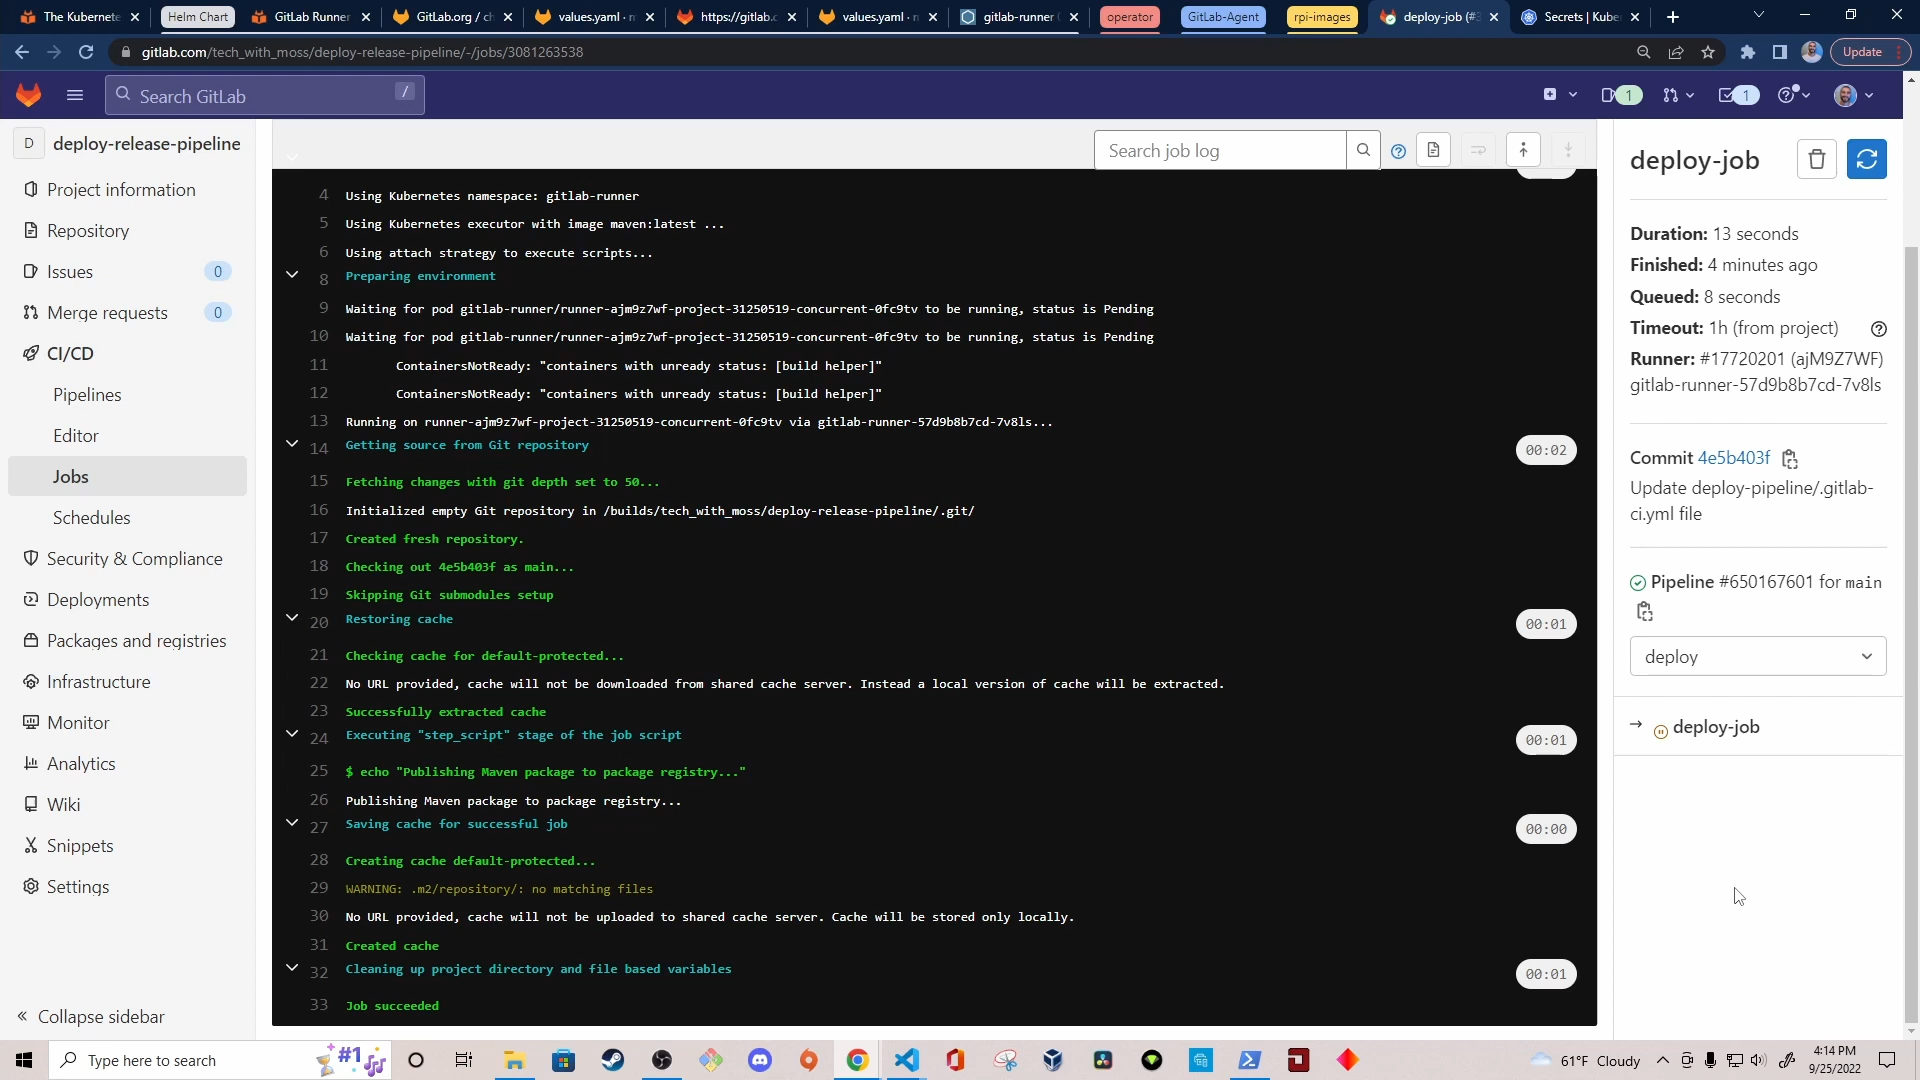 The Kubernete
Helm Chart
GitLab Runner
GitLab.org / ch
values.yaml · m
https://gitlab.c
values.yaml · m
gitlab-runner
operator
GitLab-Agent
rpi-images
deploy-job (#3
Secrets | Kube
gitlab.com/tech_with_moss/deploy-release-pipeline/-/jobs/3081263538
Update
Search GitLab
/
1
1
D
deploy-release-pipeline
Project information
Repository
Issues 0
Merge requests 0
CI/CD
Pipelines
Editor
Jobs
Schedules
Security & Compliance
Deployments
Packages and registries
Infrastructure
Monitor
Analytics
Wiki
Snippets
Settings
Collapse sidebar
Search job log
4 Using Kubernetes namespace: gitlab-runner
5 Using Kubernetes executor with image maven:latest ...
6 Using attach strategy to execute scripts...
8 Preparing environment
9 Waiting for pod gitlab-runner/runner-ajm9z7wf-project-31250519-concurrent-0fc9tv to be running, status is Pending
10 Waiting for pod gitlab-runner/runner-ajm9z7wf-project-31250519-concurrent-0fc9tv to be running, status is Pending
11 ContainersNotReady: "containers with unready status: [build helper]"
12 ContainersNotReady: "containers with unready status: [build helper]"
13 Running on runner-ajm9z7wf-project-31250519-concurrent-0fc9tv via gitlab-runner-57d9b8b7cd-7v8ls...
14 Getting source from Git repository 00:02
15 Fetching changes with git depth set to 50...
16 Initialized empty Git repository in /builds/tech_with_moss/deploy-release-pipeline/.git/
17 Created fresh repository.
18 Checking out 4e5b403f as main...
19 Skipping Git submodules setup
20 Restoring cache 00:01
21 Checking cache for default-protected...
22 No URL provided, cache will not be downloaded from shared cache server. Instead a local version of cache will be extracted.
23 Successfully extracted cache
24 Executing "step_script" stage of the job script 00:01
25 $ echo "Publishing Maven package to package registry..."
26 Publishing Maven package to package registry...
27 Saving cache for successful job 00:00
28 Creating cache default-protected...
29 WARNING: .m2/repository/: no matching files
30 No URL provided, cache will not be uploaded to shared cache server. Cache will be stored only locally.
31 Created cache
32 Cleaning up project directory and file based variables 00:01
33 Job succeeded
deploy-job
Duration: 13 seconds
Finished: 4 minutes ago
Queued: 8 seconds
Timeout: 1h (from project)
Runner: #17720201 (ajM9Z7WF)
gitlab-runner-57d9b8b7cd-7v8ls
Commit 4e5b403f
Update deploy-pipeline/.gitlab-
ci.yml file
Pipeline #650167601 for main
deploy
deploy-job
Type here to search
#1
61°F Cloudy
4:14 PM
9/25/2022